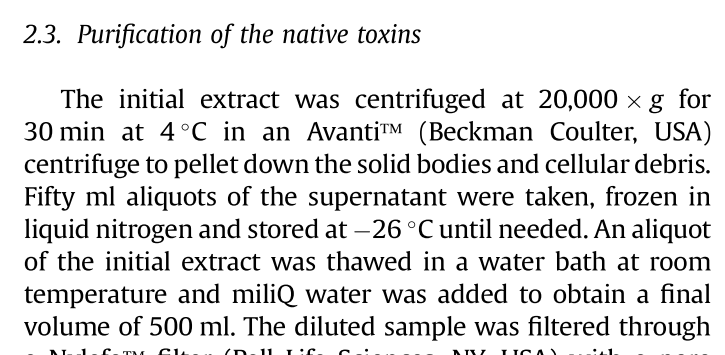 2.3. Purification of the native toxins
The initial extract was centrifuged at 20,000 × g for
30 min at 4 °C in an Avanti™ (Beckman Coulter, USA)
centrifuge to pellet down the solid bodies and cellular debris.
Fifty ml aliquots of the supernatant were taken, frozen in
liquid nitrogen and stored at −26 °C until needed. An aliquot
of the initial extract was thawed in a water bath at room
temperature and miliQ water was added to obtain a final
volume of 500 ml. The diluted sample was filtered through